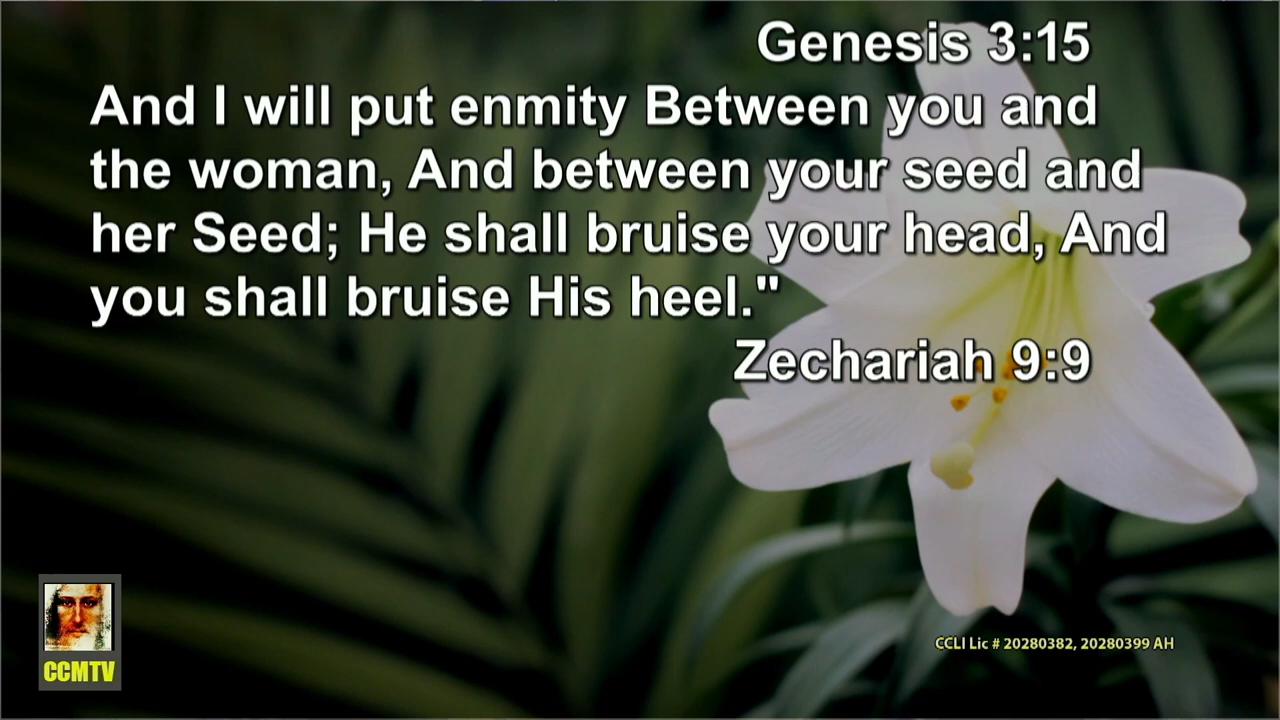 Genesis 3:15
And I will put enmity Between you and
the woman, And between your seed and
her Seed; He shall bruise your head, And
you shall bruise His heel."
Zechariah 9:9
CCLI Lic # 20280382, 20280399 AH
CCMTV